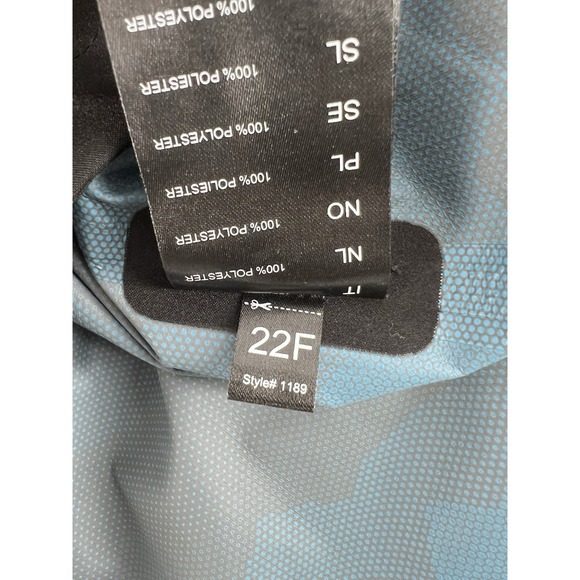 IT
NL 100% POLYESTER
NO 100% POLYESTER
PL 100% POLIESTER
SE 100% POLYESTER
SL 100% POLIESTER
100% POLYESTER
22F
Style# 1189